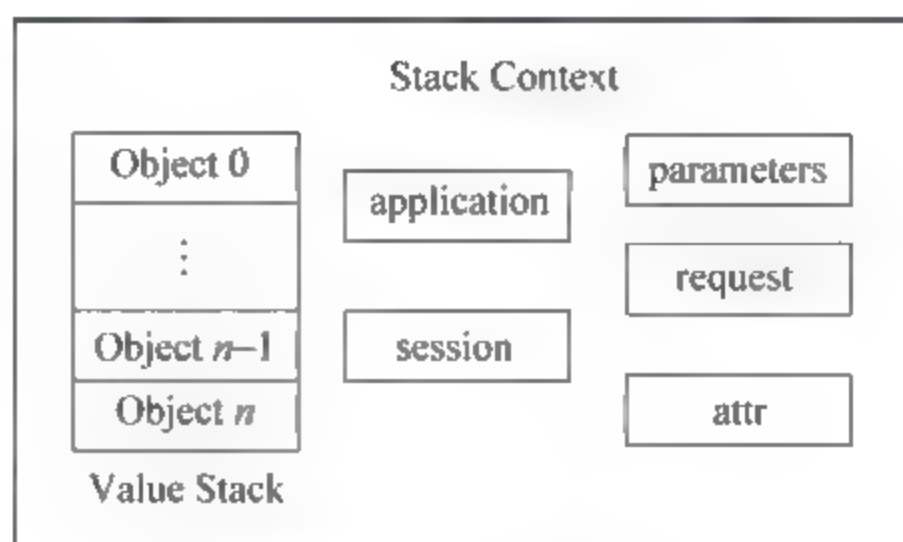 Stack Context
Object 0
⋮
Object n–1
Object n
Value Stack
application
session
parameters
request
attr